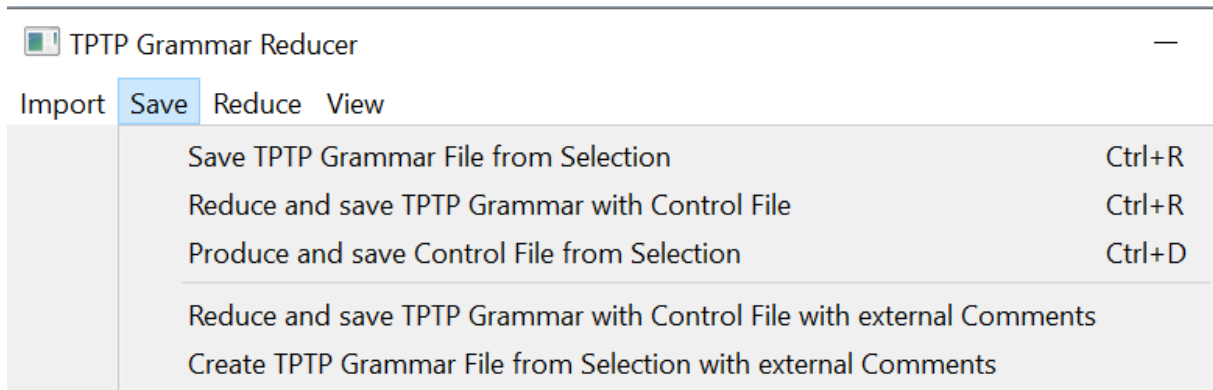 TPTP Grammar Reducer
Import Save Reduce View
Save TPTP Grammar File from Selection Ctrl+R
Reduce and save TPTP Grammar with Control File Ctrl+R
Produce and save Control File from Selection Ctrl+D
Reduce and save TPTP Grammar with Control File with external Comments
Create TPTP Grammar File from Selection with external Comments